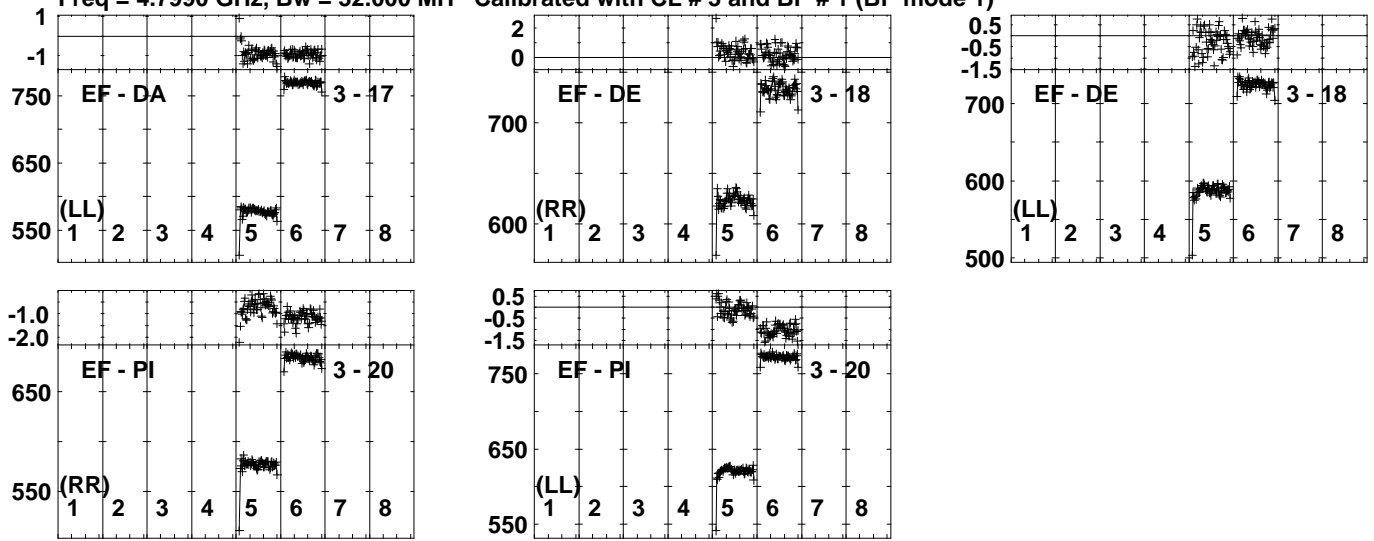 Freq = 4.7990 GHz, Bw = 32.000 MH Calibrated with CL # 3 and BP # 1 (BP mode 1)
1
-1
EF - DA
3 - 17
750
650
550
(LL)
1 2 3 4 5 6 7 8
2
0
EF - DE
3 - 18
700
600
(RR)
1 2 3 4 5 6 7 8
0.5
-0.5
-1.5
EF - DE
3 - 18
700
600
500
(LL)
1 2 3 4 5 6 7 8
-1.0
-2.0
EF - PI
3 - 20
650
550
(RR)
1 2 3 4 5 6 7 8
0.5
-0.5
-1.5
EF - PI
3 - 20
750
650
550
(LL)
1 2 3 4 5 6 7 8